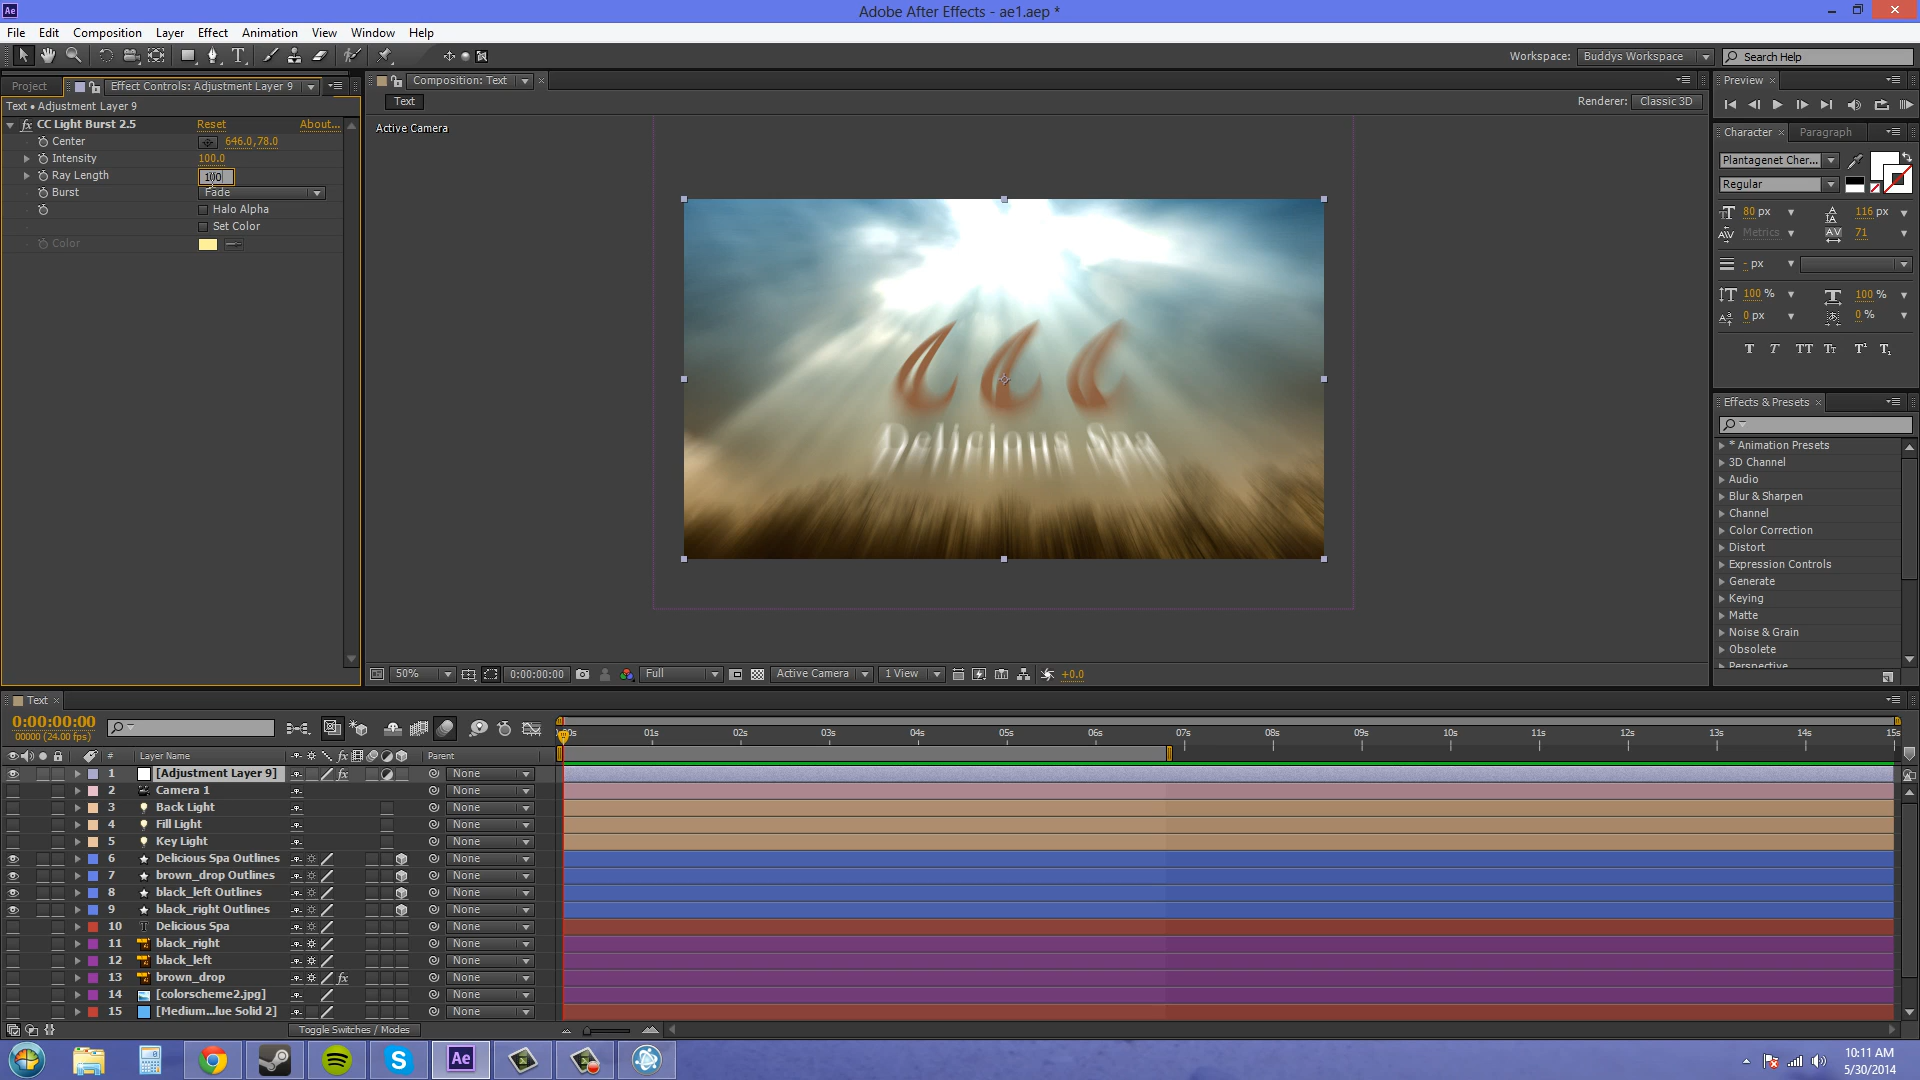 Adobe After Effects - ae1.aep *
File Edit Composition Layer Effect Animation View Window Help
Workspace: Buddys Workspace Search Help
Project Effect Controls: Adjustment Layer 9
Text • Adjustment Layer 9
fx CC Light Burst 2.5 Reset About...
Center 646.0,78.0
Intensity 100.0
Ray Length 100
Burst Fade
Halo Alpha
Set Color
Color
Composition: Text
Text
Renderer: Classic 3D
Active Camera
Delicious Spa
50% 0:00:00:00 Full Active Camera 1 View +0.0
Preview
Character Paragraph
Plantagenet Cher...
Regular
80 px 116 px
Metrics 71
- px
100 % 100 %
0 px 0 %
T T TT Tt T¹ T₁
Effects & Presets
* Animation Presets
3D Channel
Audio
Blur & Sharpen
Channel
Color Correction
Distort
Expression Controls
Generate
Keying
Matte
Noise & Grain
Obsolete
Perspective
Text
0:00:00:00
00000 (24.00 fps)
01s 02s 03s 04s 05s 06s 07s 08s 09s 10s 11s 12s 13s 14s 15s
# Layer Name fx Parent
1 [Adjustment Layer 9] fx None
2 Camera 1 None
3 Back Light None
4 Fill Light None
5 Key Light None
6 Delicious Spa Outlines None
7 brown_drop Outlines None
8 black_left Outlines None
9 black_right Outlines None
10 T Delicious Spa None
11 black_right None
12 black_left None
13 brown_drop fx None
14 [colorscheme2.jpg] None
15 [Medium...lue Solid 2] None
Toggle Switches / Modes
Ae
10:11 AM
5/30/2014